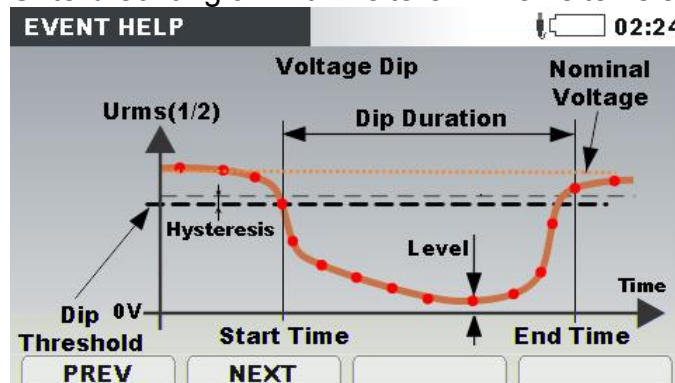 EVENT HELP
02:24
Voltage Dip
Nominal
Voltage
Urms(1/2)
Dip Duration
Hysteresis
Level
Time
Dip
Threshold
0V
Start Time
End Time
PREV
NEXT